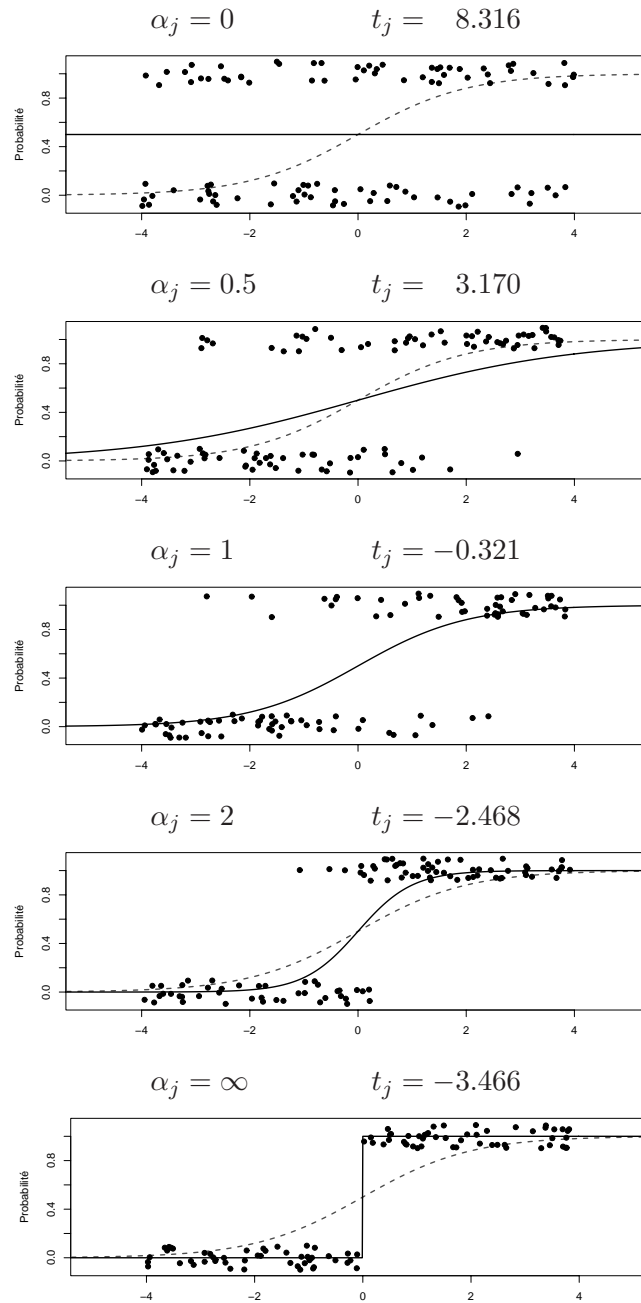 α_j = 0 t_j = 8.316
Probabilité
0.8
0.4
0.0
−4 −2 0 2 4
α_j = 0.5 t_j = 3.170
Probabilité
0.8
0.4
0.0
−4 −2 0 2 4
α_j = 1 t_j = −0.321
Probabilité
0.8
0.4
0.0
−4 −2 0 2 4
α_j = 2 t_j = −2.468
Probabilité
0.8
0.4
0.0
−4 −2 0 2 4
α_j = ∞ t_j = −3.466
Probabilité
0.8
0.4
0.0
−4 −2 0 2 4